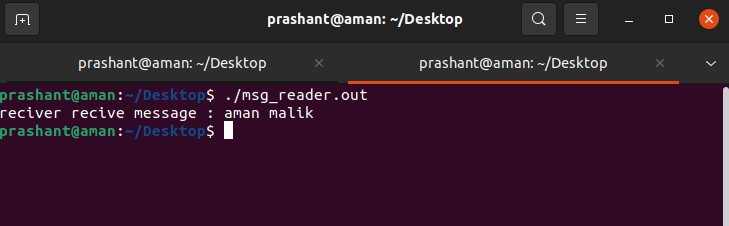 prashant@aman: ~/Desktop
prashant@aman: ~/Desktop
prashant@aman: ~/Desktop
prashant@aman:~/Desktop$ ./msg_reader.out
reciver recive message : aman malik
prashant@aman:~/Desktop$